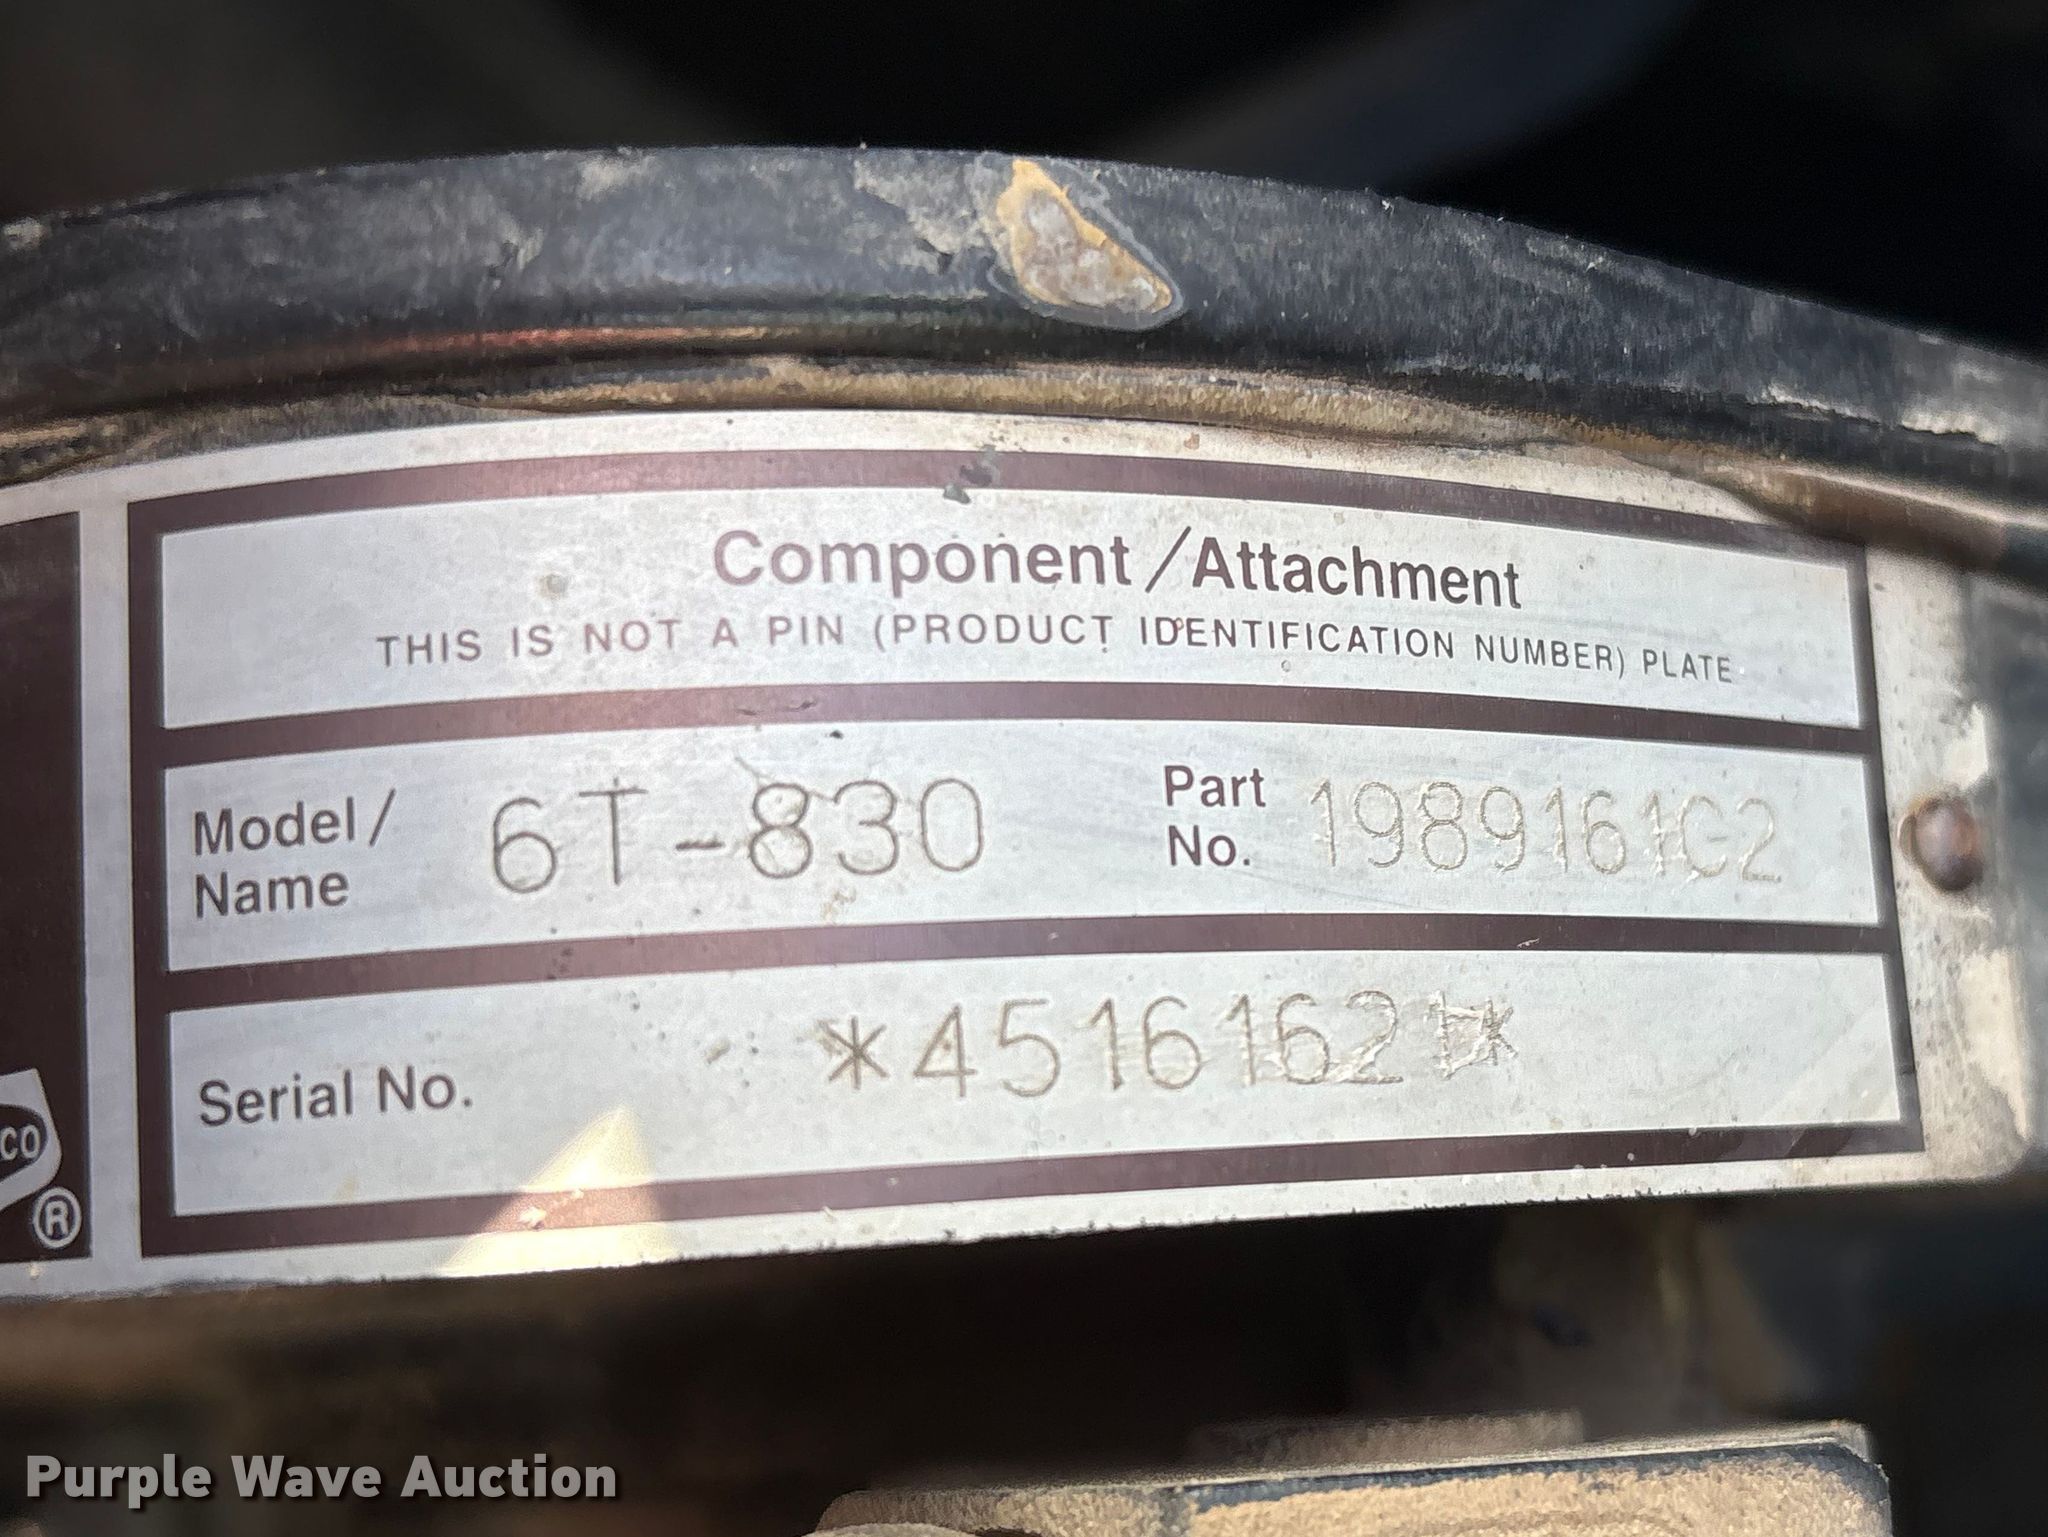 Component/Attachment
THIS IS NOT A PIN (PRODUCT IDENTIFICATION NUMBER) PLATE
Model/Name 6T-830 Part No. 1989161C2
Serial No. *4516162
CO
®
Purple Wave Auction